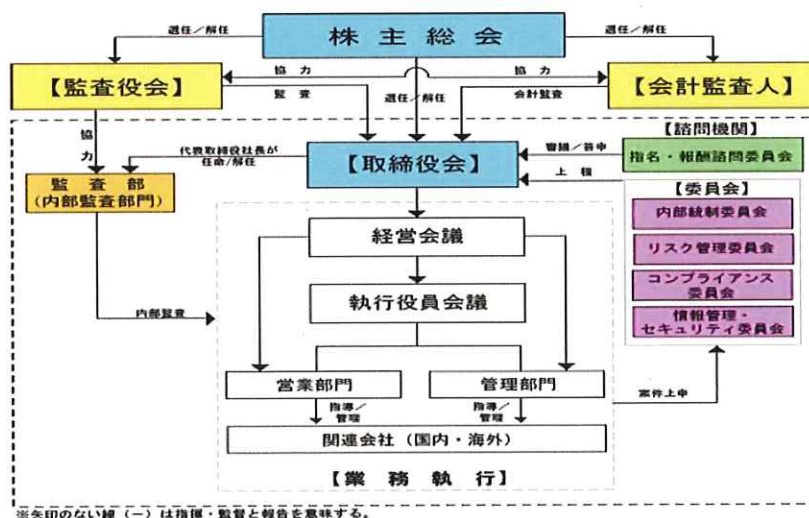 選任／解任
株主総会
選任／解任
【監査役会】
協力
協力
【会計監査人】
監査
選任／解任
会計監査
協力
代表取締役社長が
任命/解任
【取締役会】
審議／答申
【諮問機関】
指名・報酬諮問委員会
上程
監査部
（内部監査部門）
【委員会】
内部統制委員会
経営会議
リスク管理委員会
コンプライアンス
委員会
執行役員会議
内部監査
情報管理・
セキュリティ委員会
営業部門
管理部門
案件上申
指導／
管理
指導／
管理
関連会社（国内・海外）
【業務執行】
※矢印のない線（－）は指揮・監督と報告を意味する。